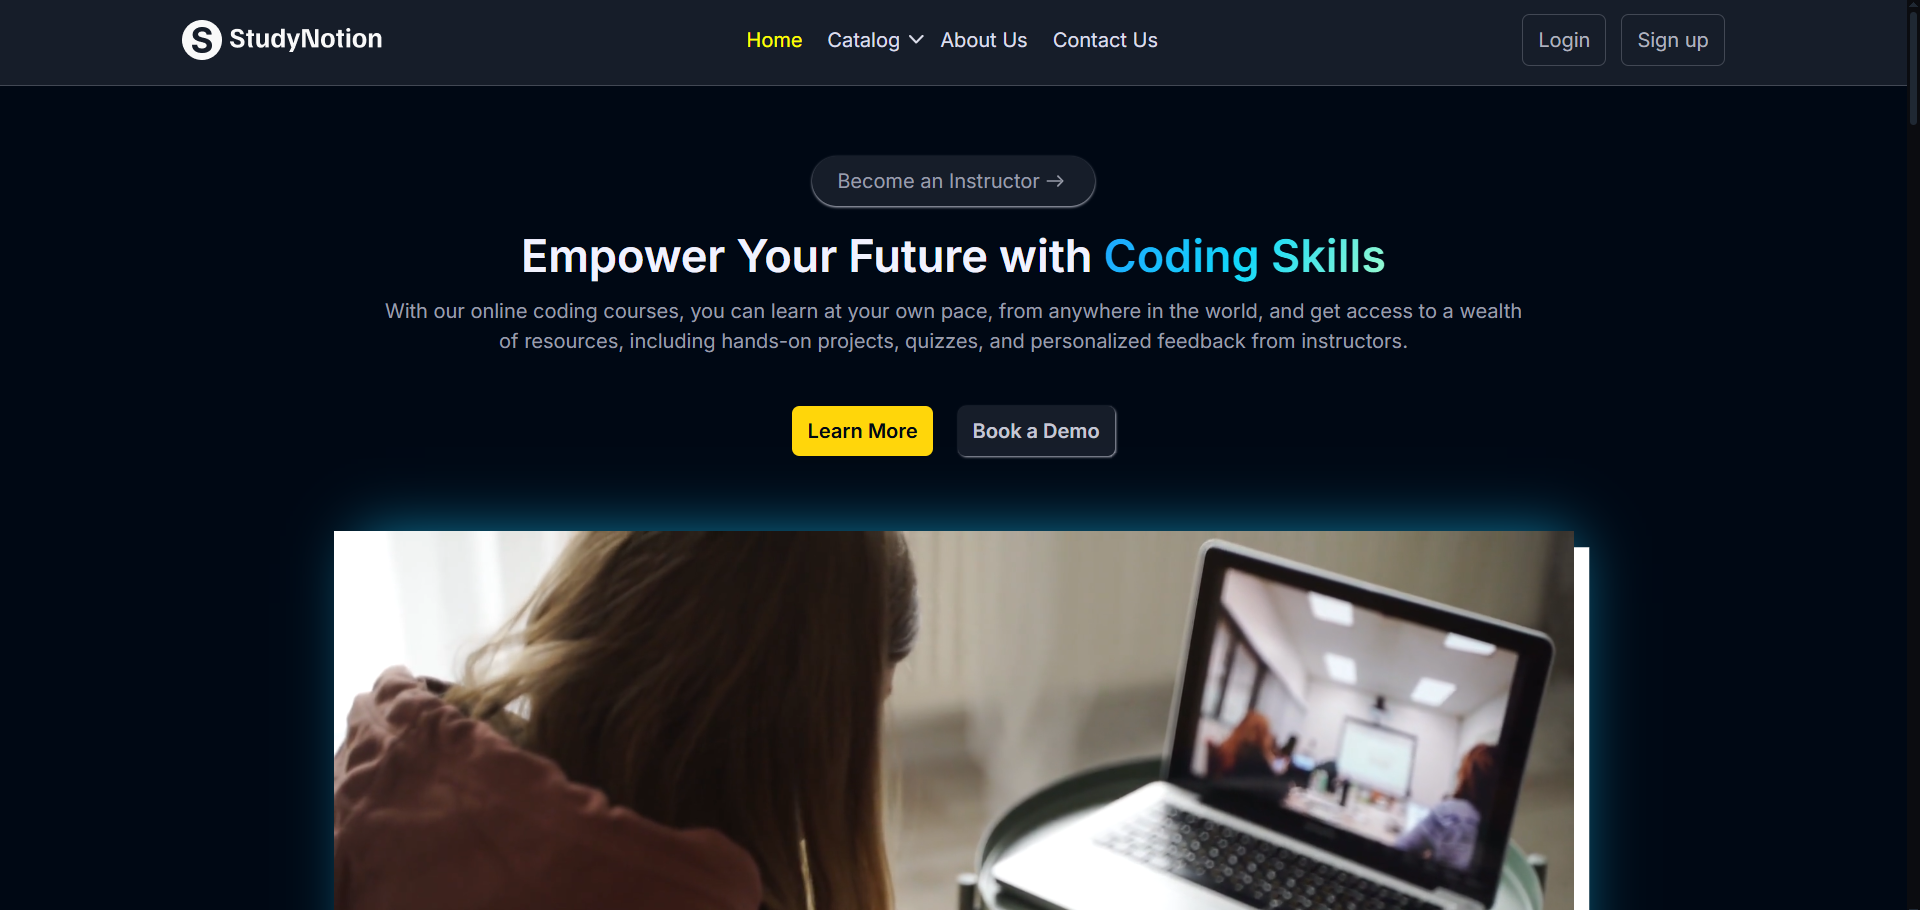 StudyNotion
Home Catalog About Us Contact Us
Login Sign up
Become an Instructor →
Empower Your Future with Coding Skills
With our online coding courses, you can learn at your own pace, from anywhere in the world, and get access to a wealth
of resources, including hands-on projects, quizzes, and personalized feedback from instructors.
Learn More Book a Demo